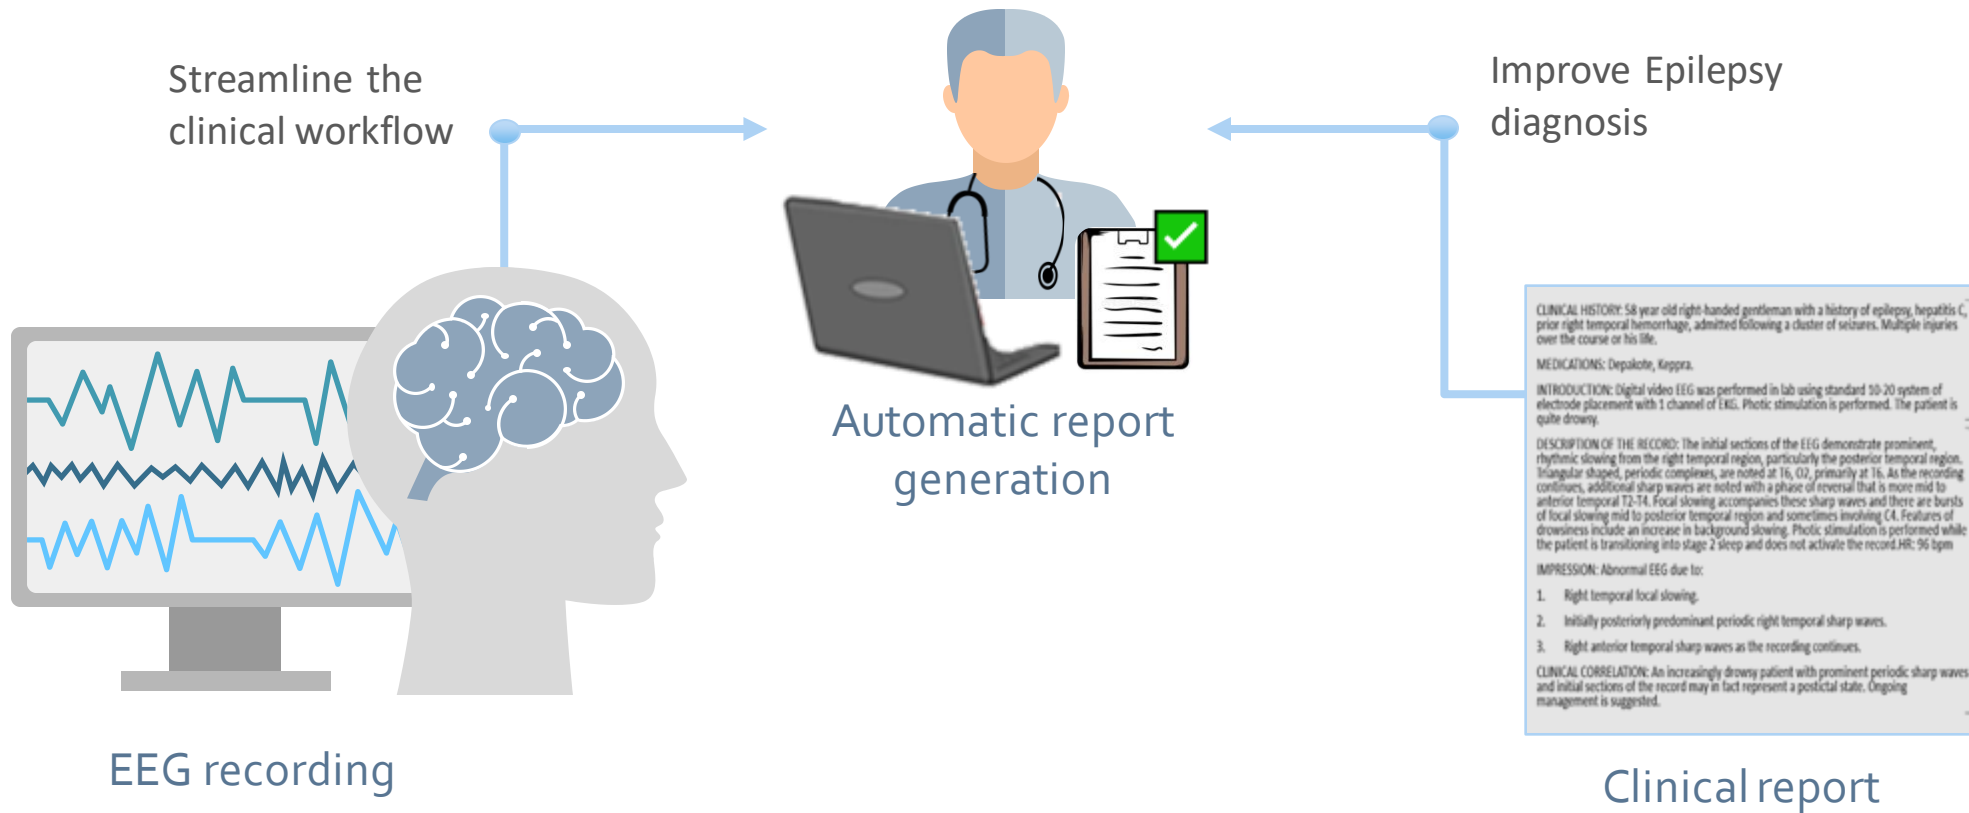 Streamline the
clinical workflow
Improve Epilepsy
diagnosis
Automatic report
generation
EEG recording
CLINICAL HISTORY: 58 year old right-handed gentleman with a history of epilepsy, hepatitis C,
prior right temporal hemorrhage, admitted following a cluster of seizures. Multiple injuries
over the course or his life.
MEDICATIONS: Depakote, Keppra.
INTRODUCTION: Digital video EEG was performed in lab using standard 10-20 system of
electrode placement with 1 channel of EKG. Photic stimulation is performed. The patient is
quite drowsy.
DESCRIPTION OF THE RECORD: The initial sections of the EEG demonstrate prominent,
rhythmic slowing from the right temporal region, particularly the posterior temporal region.
Triangular shaped, periodic complexes, are noted at T6, O2, primarily at T6. As the recording
continues, additional sharp waves are noted with a phase of reversal that is more mid to
anterior temporal T2-T4. Focal slowing accompanies these sharp waves and there are bursts
of focal slowing mid to posterior temporal region and sometimes involving C4. Features of
drowsiness include an increase in background slowing. Photic stimulation is performed while
the patient is transitioning into stage 2 sleep and does not activate the record.HR: 96 bpm
IMPRESSION: Abnormal EEG due to:
1. Right temporal focal slowing.
2. Initially posteriorly predominant periodic right temporal sharp waves.
3. Right anterior temporal sharp waves as the recording continues.
CLINICAL CORRELATION: An increasingly drowsy patient with prominent periodic sharp waves
and initial sections of the record may in fact represent a postictal state. Ongoing
management is suggested.
Clinical report